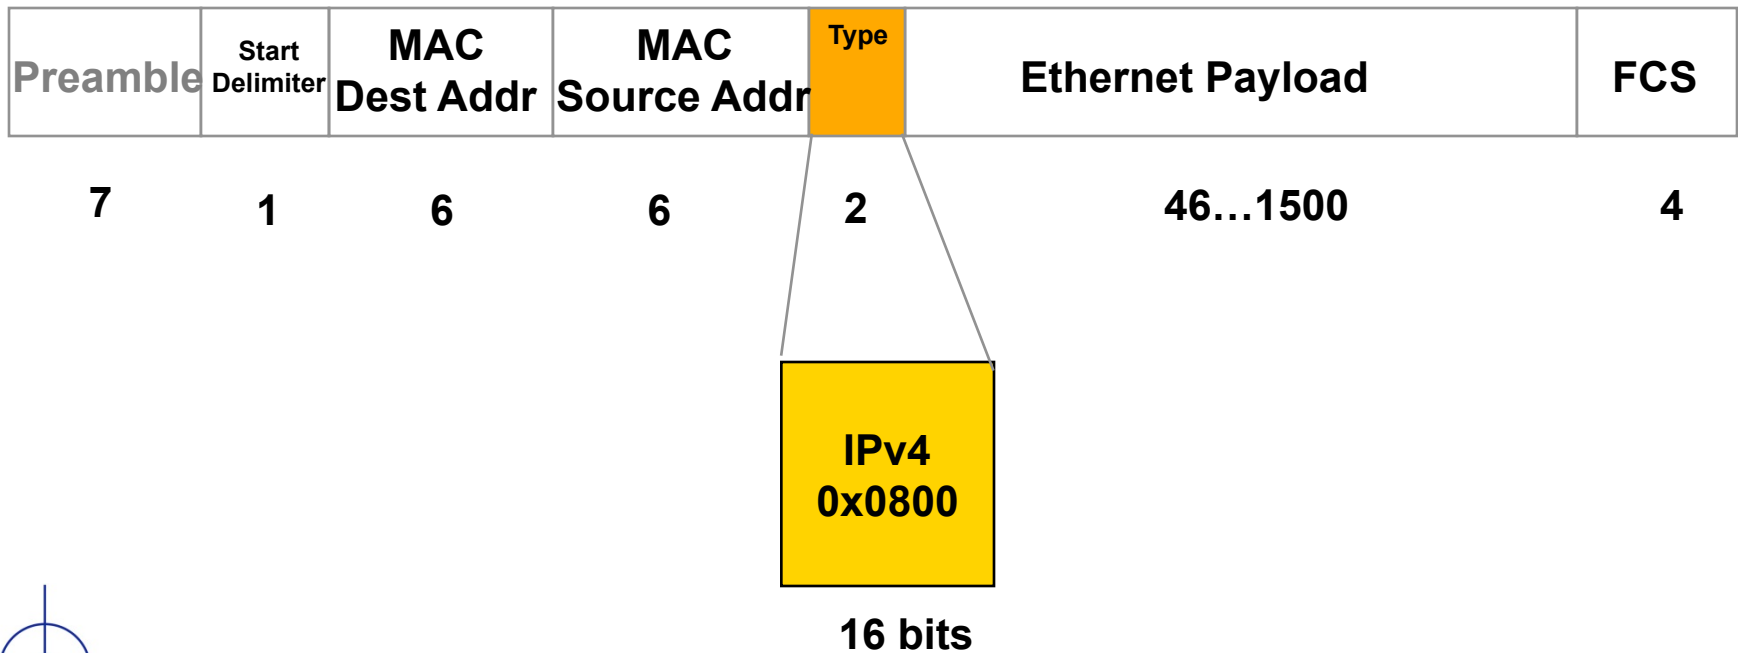 Preamble
Start
Delimiter
MAC
Dest Addr
MAC
Source Addr
Type
Ethernet Payload
FCS
7
1
6
6
2
46…1500
4
IPv4
0x0800
16 bits